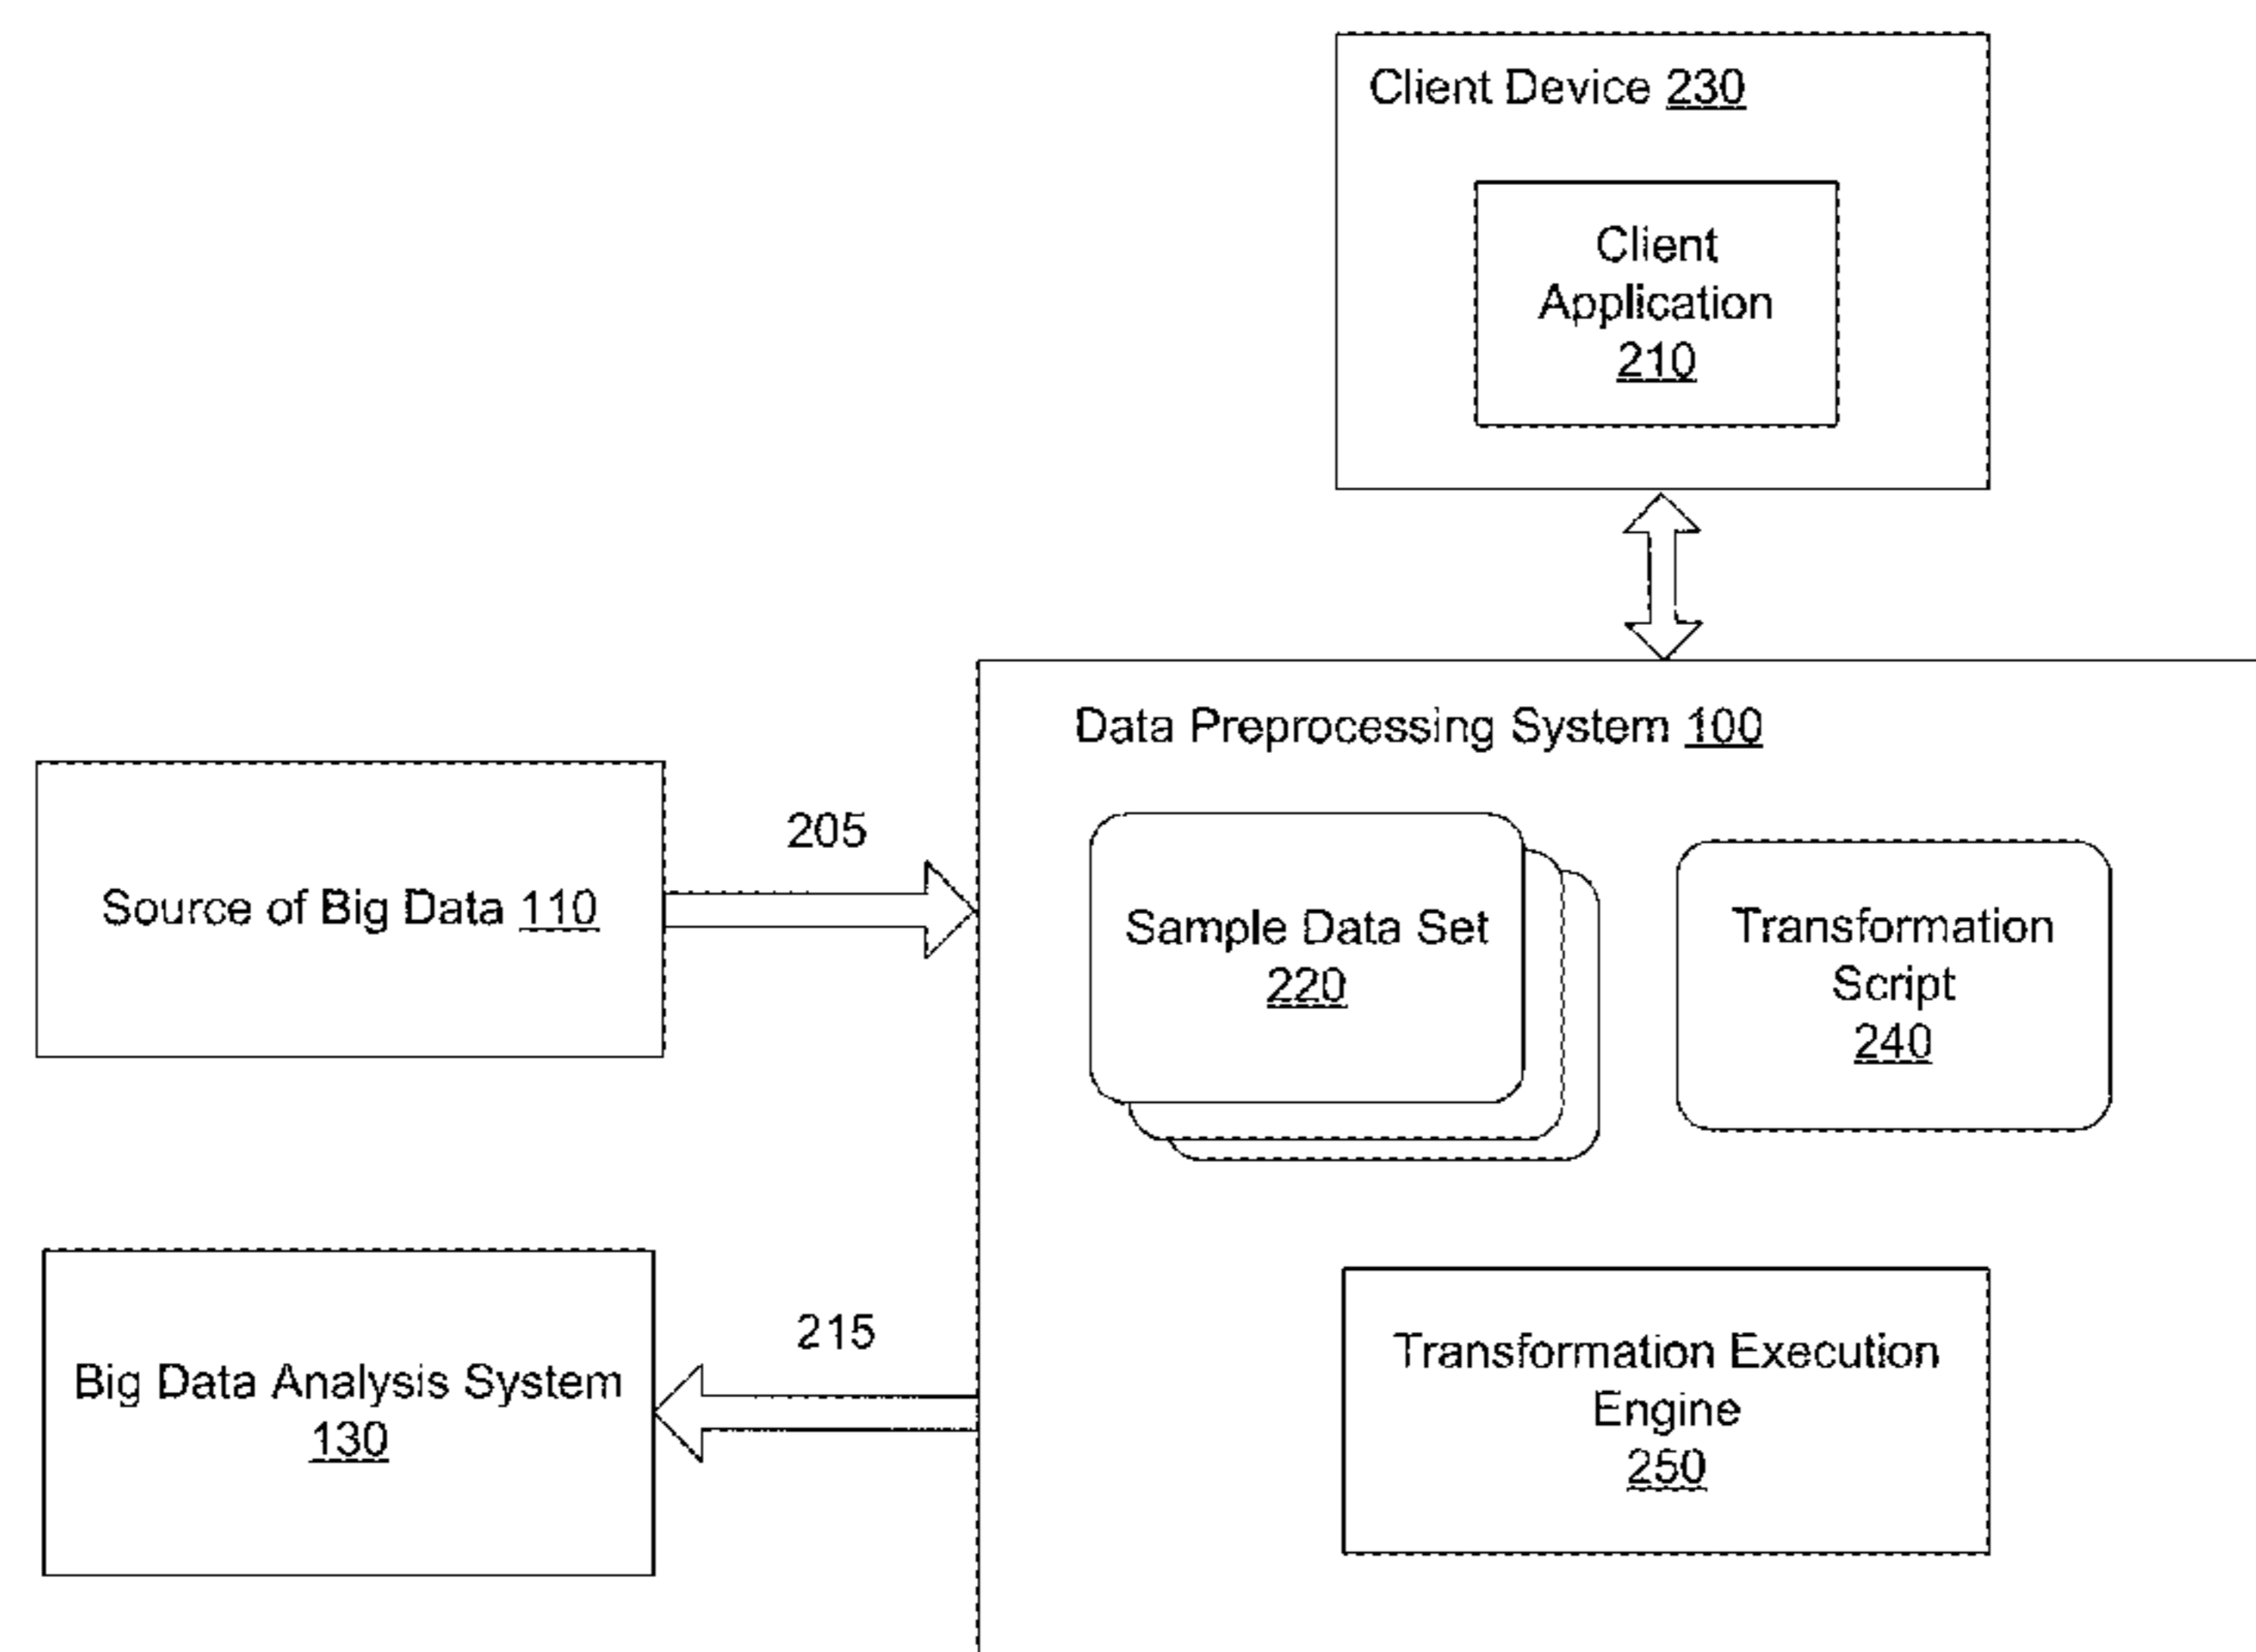 Client Device 230
Client
Application
210
Data Preprocessing System 100
205
Source of Big Data 110
Sample Data Set
220
Transformation
Script
240
215
Big Data Analysis System
130
Transformation Execution
Engine
250